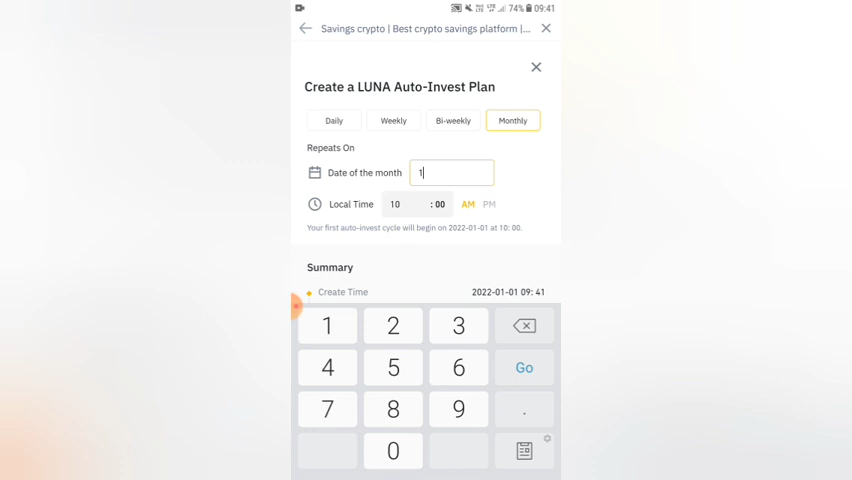 74% 09:41
Savings crypto | Best crypto savings platform |...
Create a LUNA Auto-Invest Plan
Daily Weekly Bi-weekly Monthly
Repeats On
Date of the month 1
Local Time 10 : 00 AM PM
Your first auto-invest cycle will begin on 2022-01-01 at 10: 00.
Summary
Create Time 2022-01-01 09: 41
1 2 3
4 5 6 Go
7 8 9 .
0